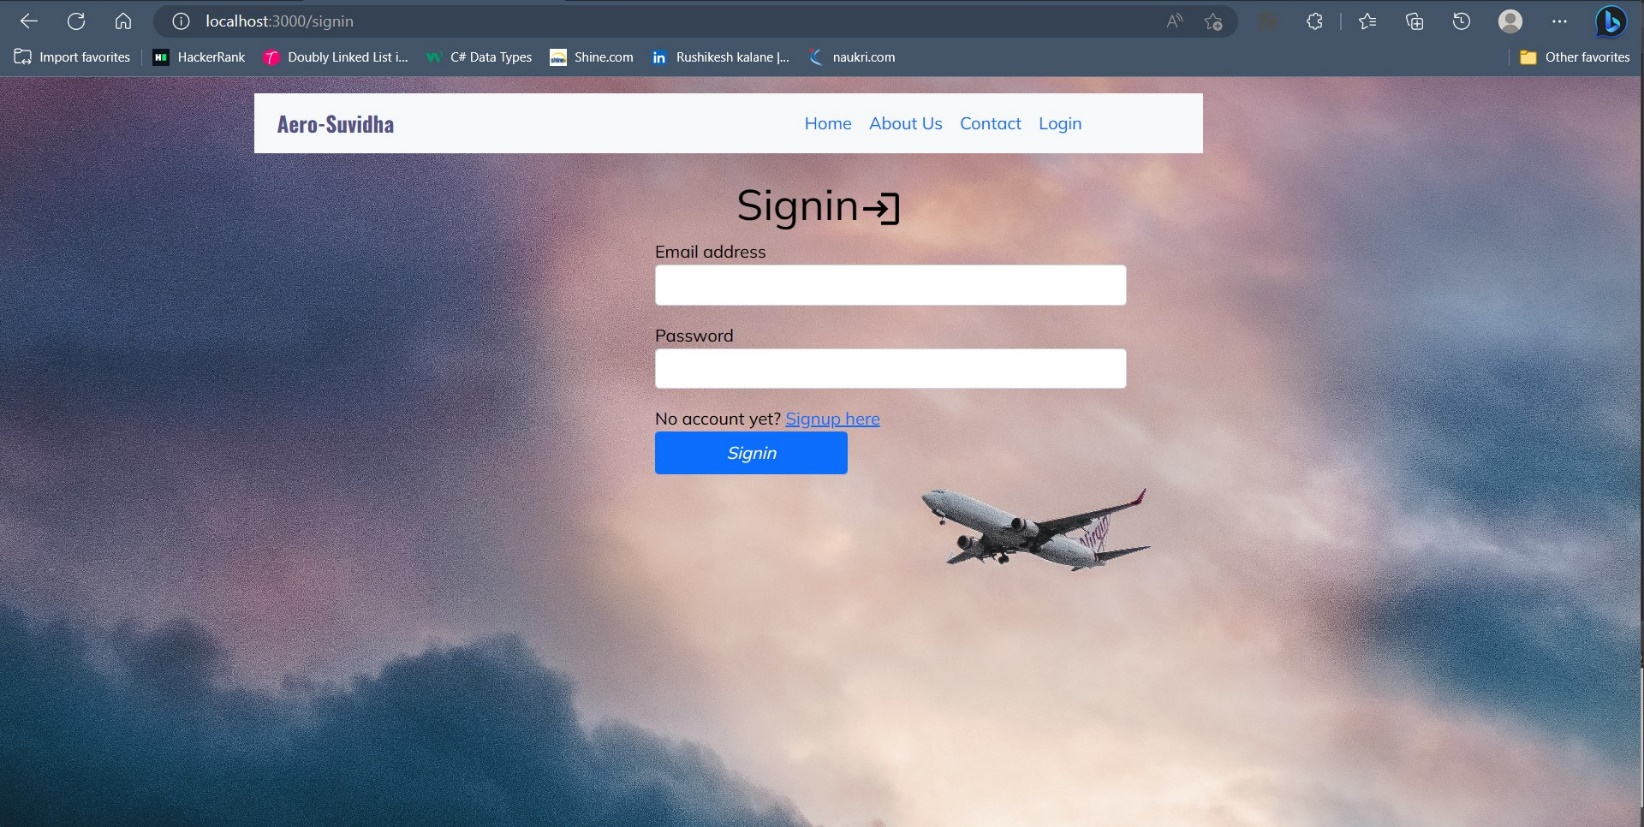 localhost:3000/signin
Import favorites HackerRank Doubly Linked List i... C# Data Types Shine.com Rushikesh kalane |... naukri.com Other favorites
Aero-Suvidha Home About Us Contact Login
Signin
Email address
Password
No account yet? Signup here
Signin
Virgin